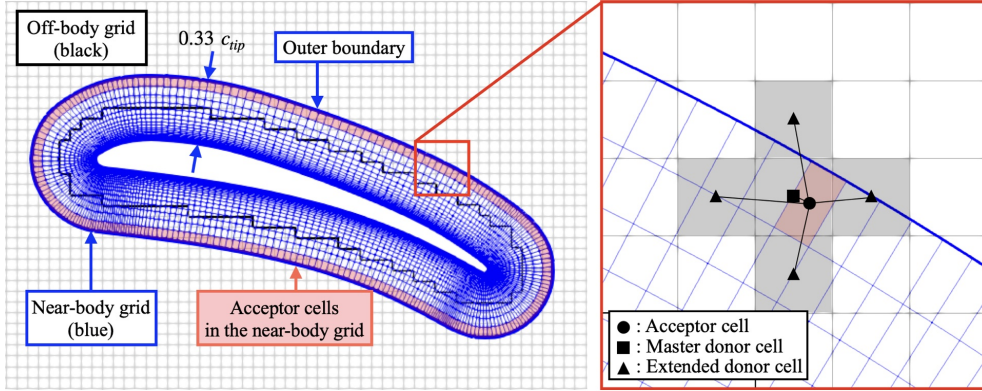 Off-body grid
(black)
0.33 c_tip
Outer boundary
Near-body grid
(blue)
Acceptor cells
in the near-body grid
● : Acceptor cell
■ : Master donor cell
▲ : Extended donor cell